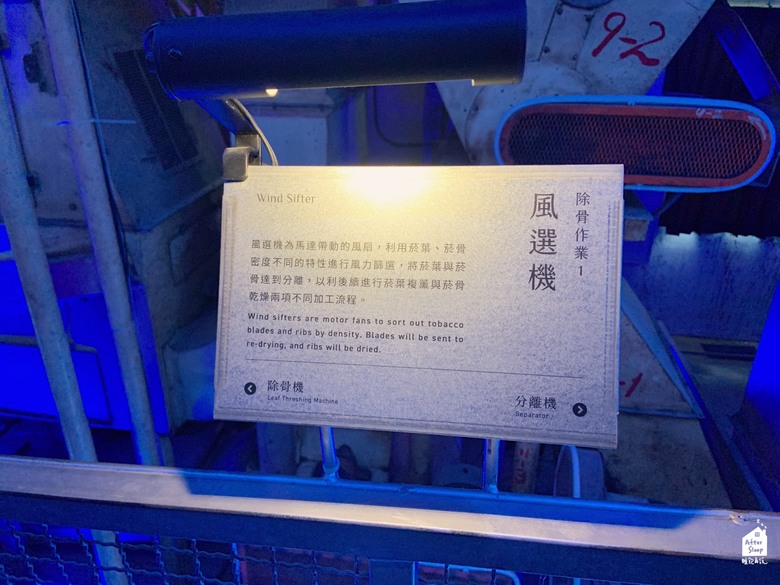 9-2
Wind Sifter
除骨作業1
風選機
風選機為馬達帶動的風扇，利用菸葉、菸骨
密度不同的特性進行風力篩選，將菸葉與菸
骨達到分離，以利後續進行菸葉複薰與菸骨
乾燥兩項不同加工流程。
Wind sifters are motor fans to sort out tobacco
blades and ribs by density. Blades will be sent to
re-drying, and ribs will be dried.
除骨機
Leaf Threshing Machine
分離機
Separator
After
Sleep